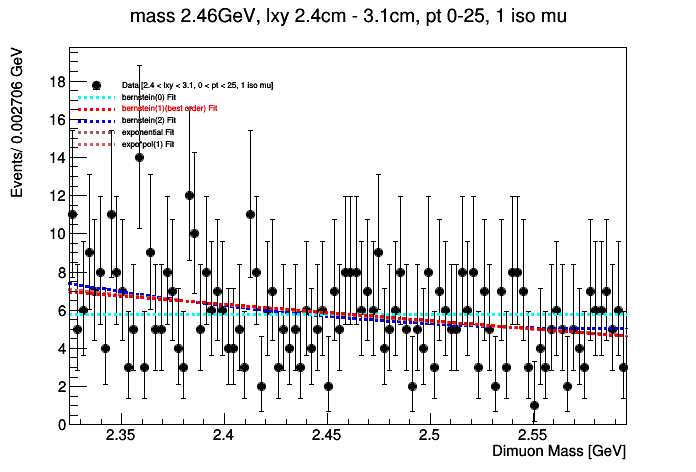 mass 2.46GeV, lxy 2.4cm - 3.1cm, pt 0-25, 1 iso mu
Events/ 0.002706 GeV
18
16
14
12
10
8
6
4
2
0
Data [2.4 < lxy < 3.1, 0 < pt < 25, 1 iso mu]
bernstein(0) Fit
bernstein(1)(best order) Fit
bernstein(2) Fit
exponential Fit
expo*pol(1) Fit
2.35
2.4
2.45
2.5
2.55
Dimuon Mass [GeV]